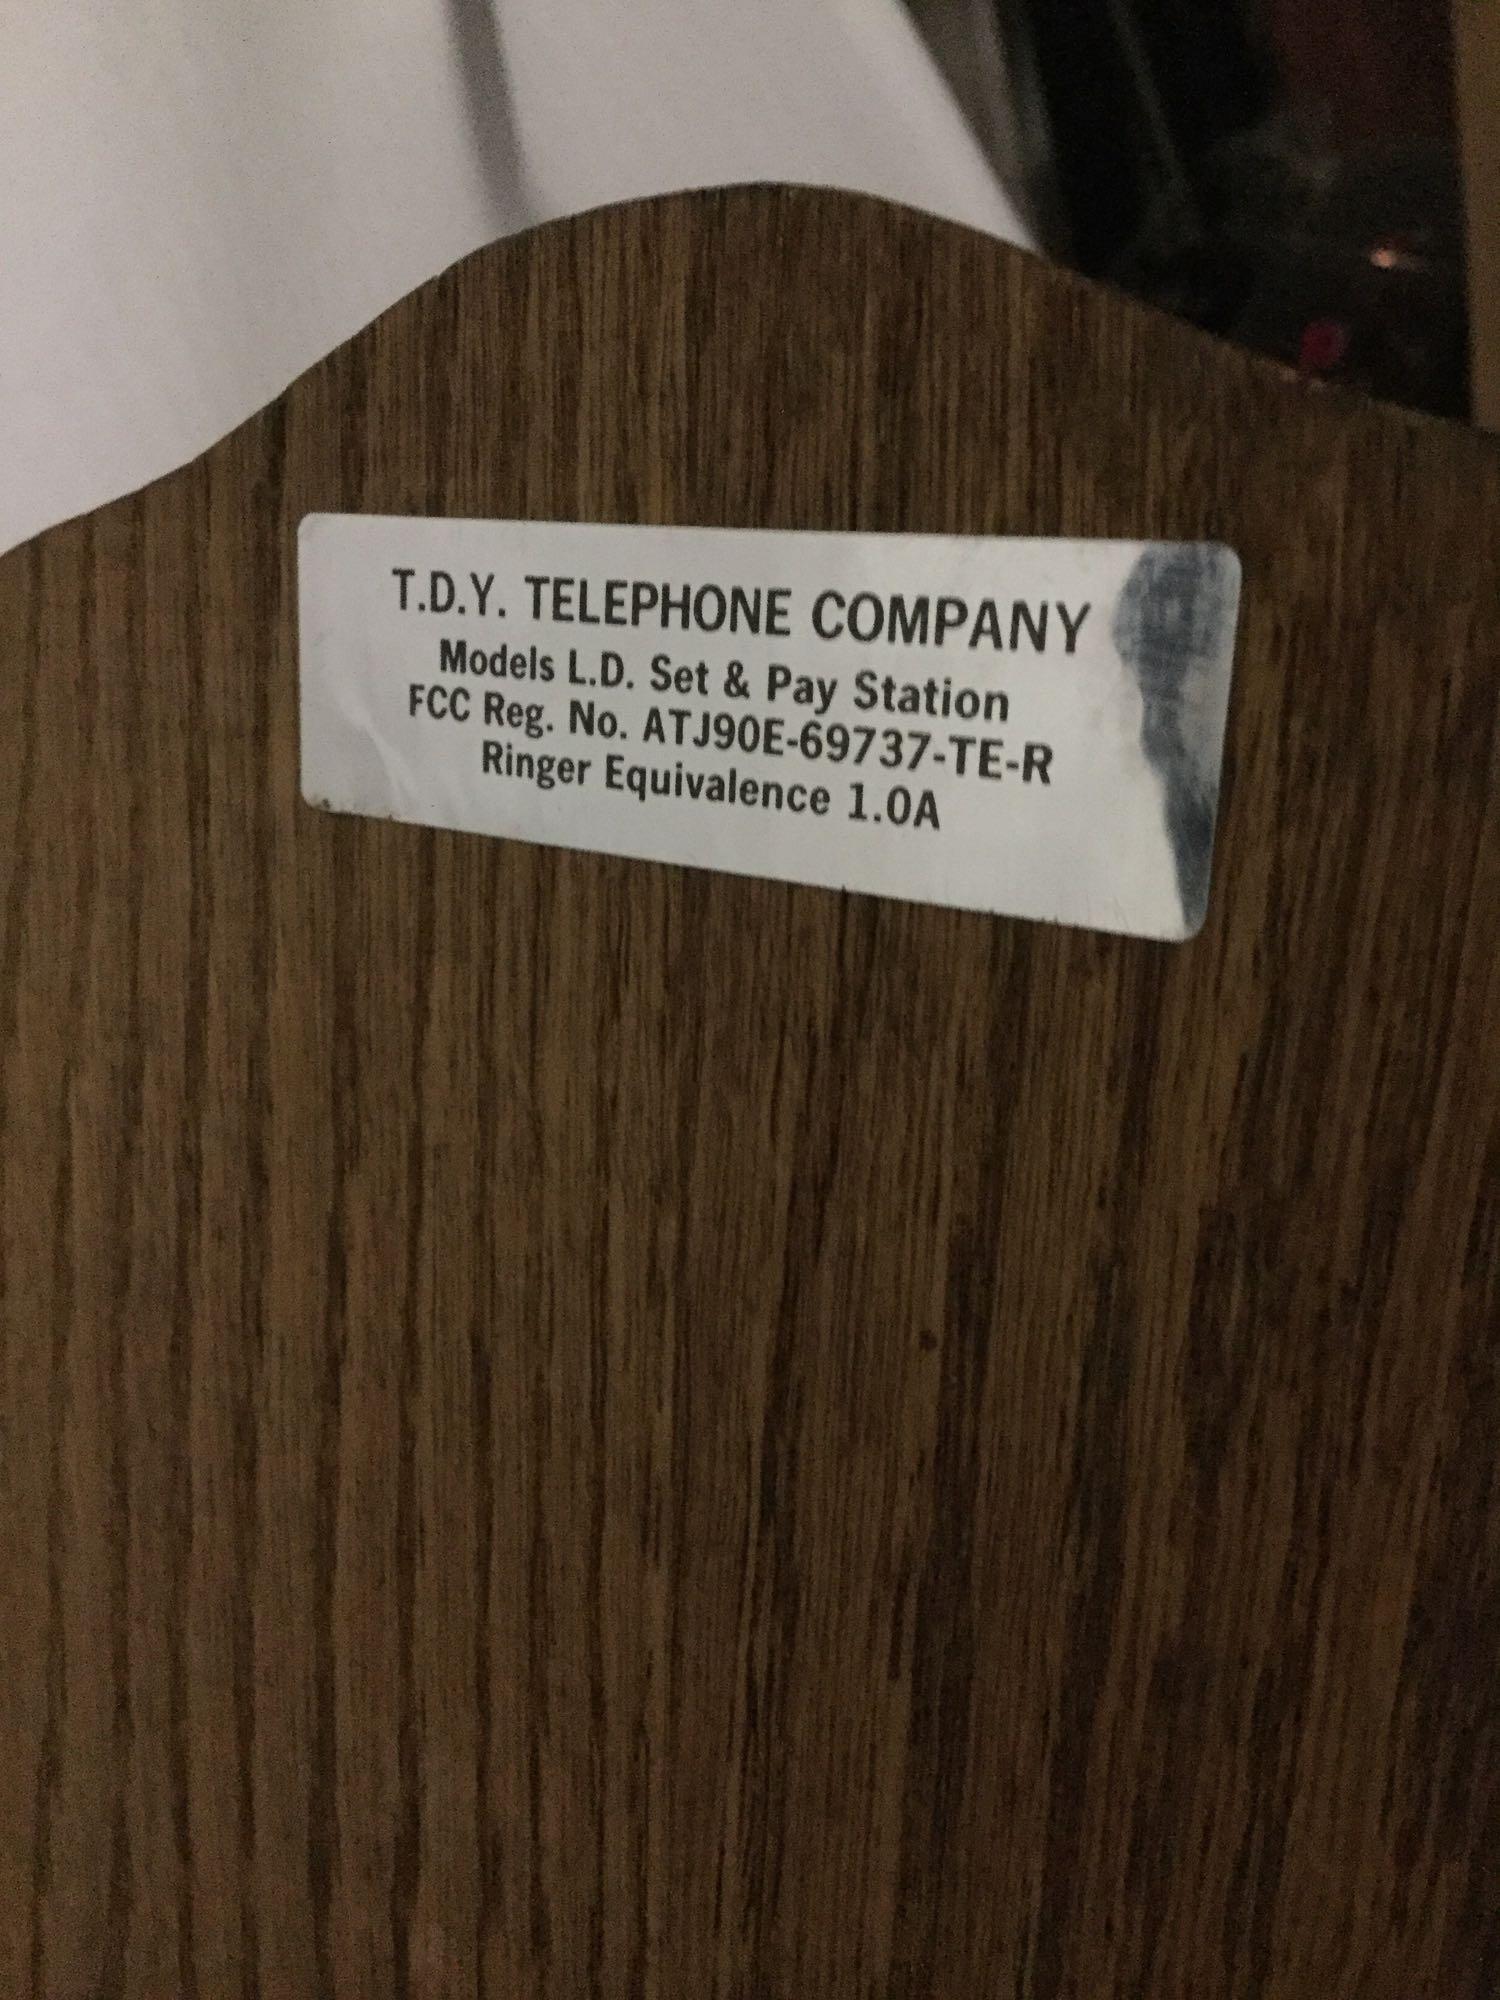 T.D.Y. TELEPHONE COMPANY
Models L.D. Set & Pay Station
FCC Reg. No. ATJ90E-69737-TE-R
Ringer Equivalence 1.0A